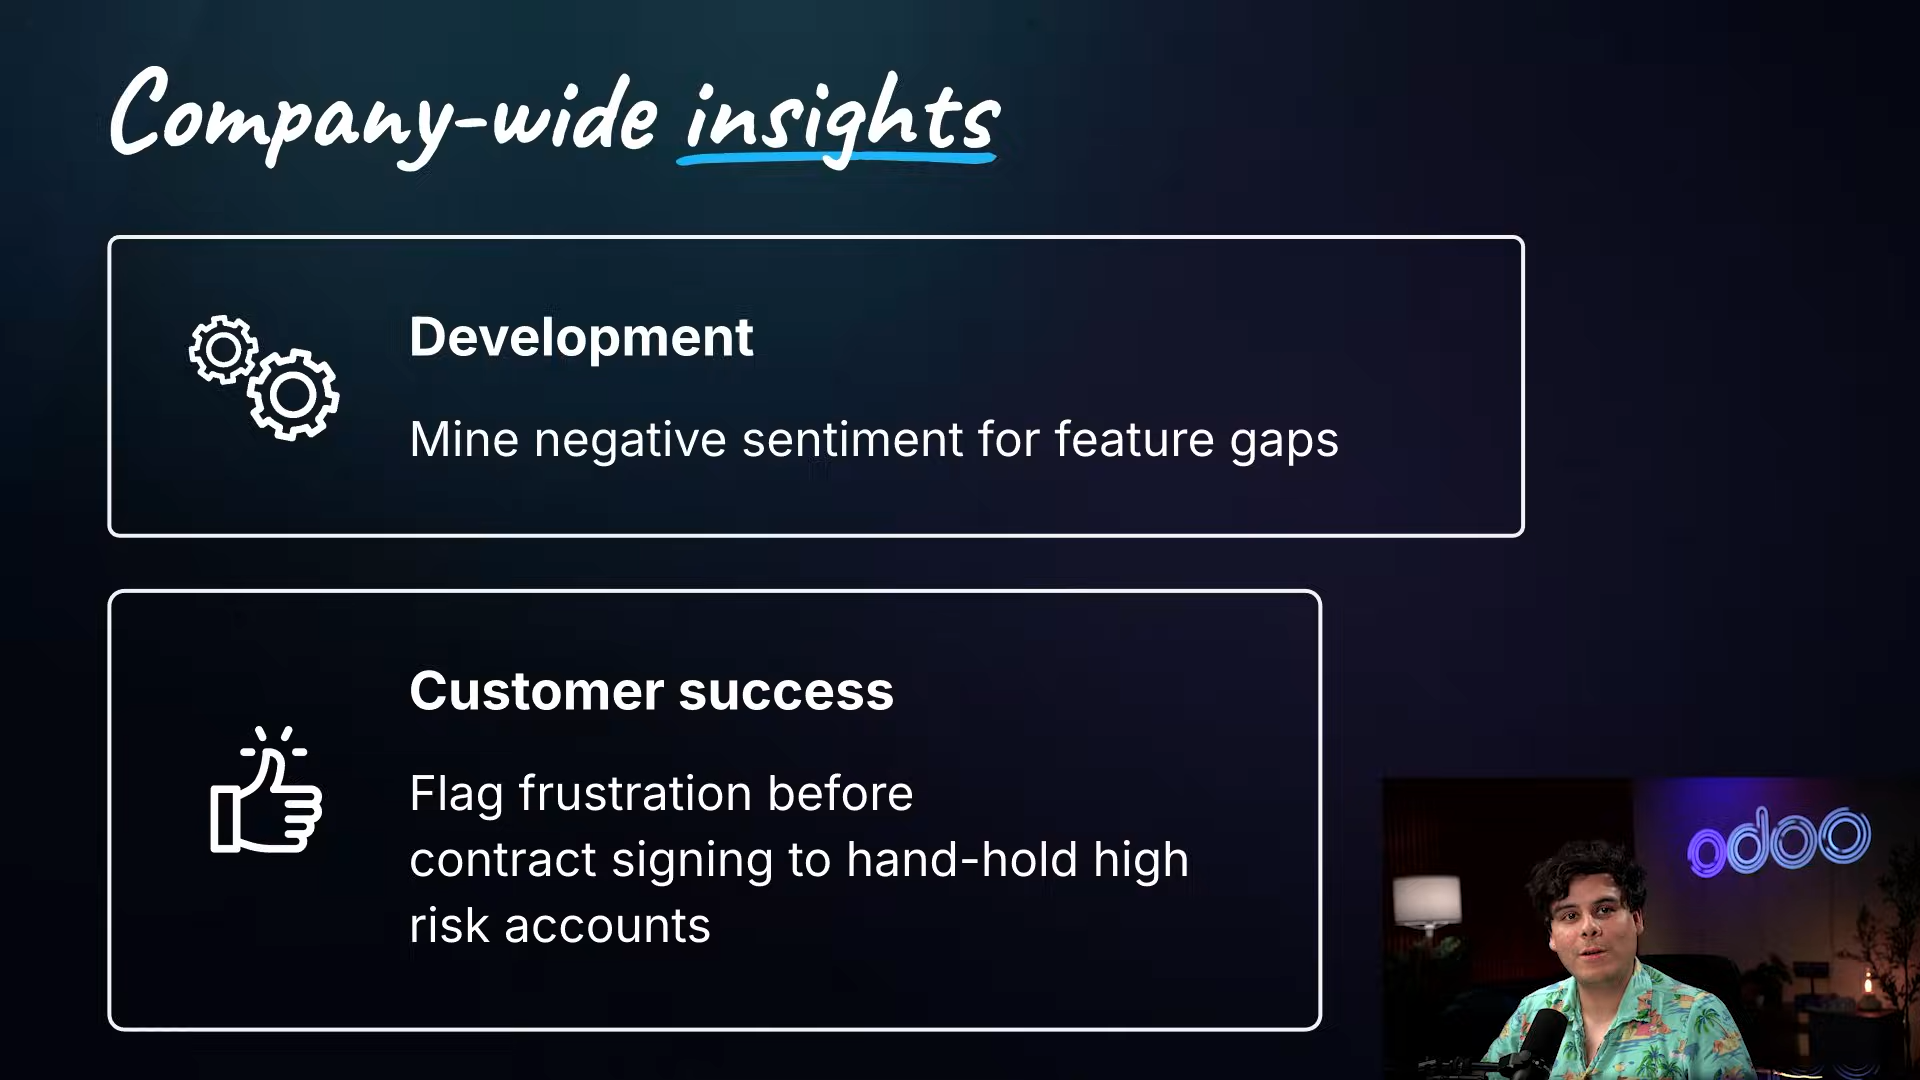 Company-wide insights
Development
Mine negative sentiment for feature gaps
Customer success
Flag frustration before
contract signing to hand-hold high
risk accounts
odoo